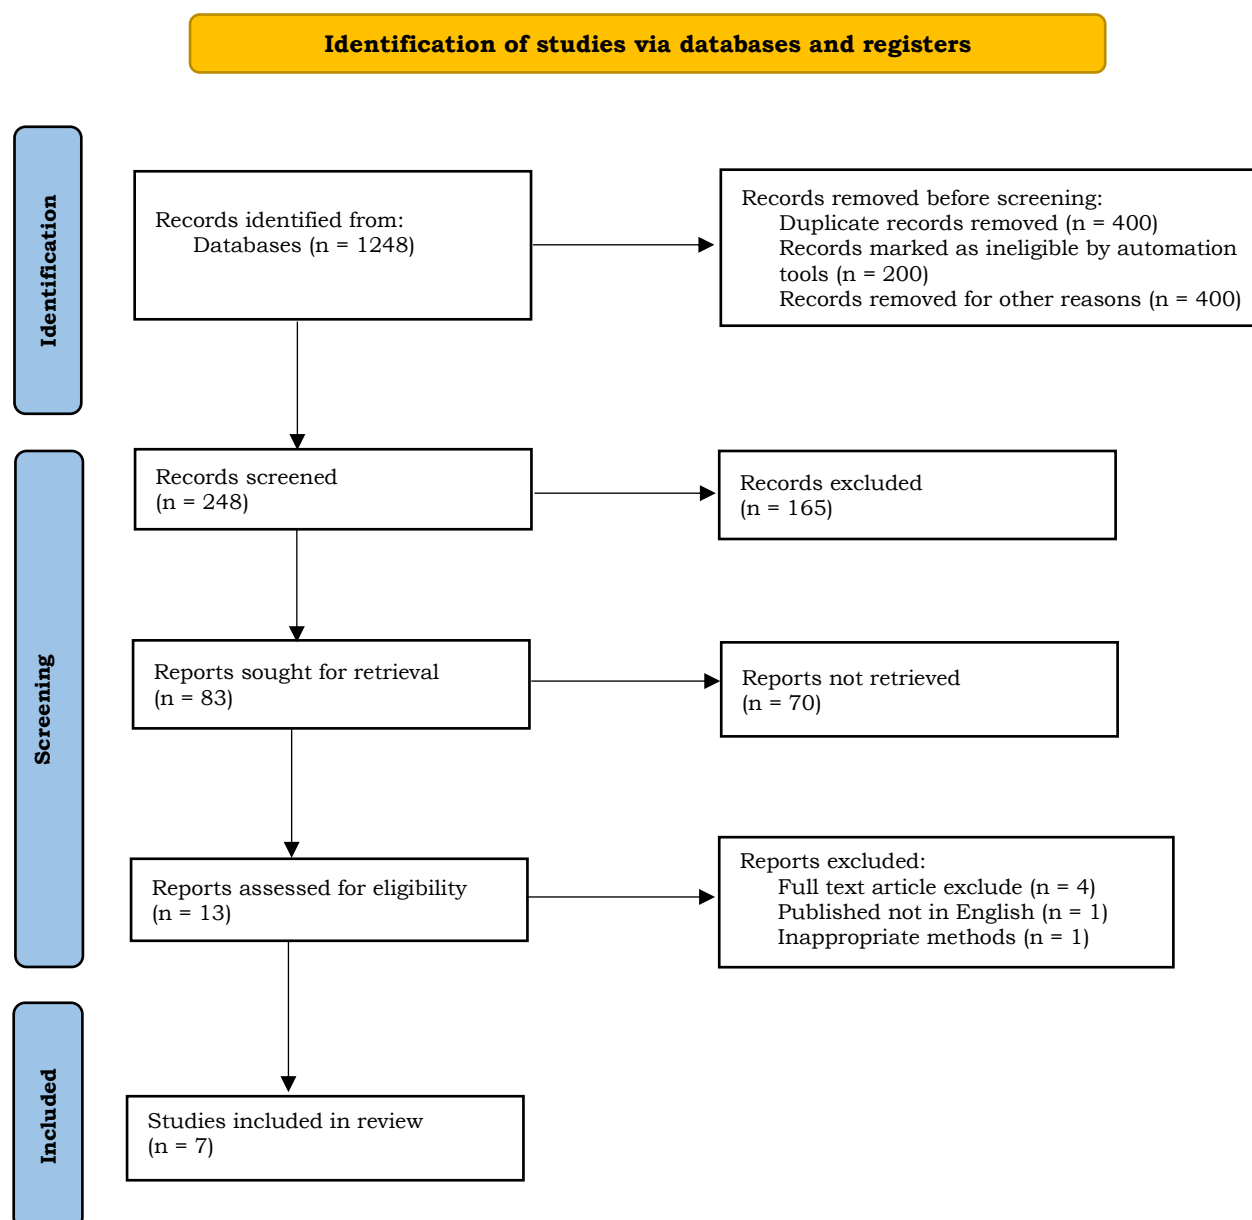 Identification of studies via databases and registers
Identification
Records identified from:
Databases (n = 1248)
Records removed before screening:
Duplicate records removed (n = 400)
Records marked as ineligible by automation
tools (n = 200)
Records removed for other reasons (n = 400)
Screening
Records screened
(n = 248)
Records excluded
(n = 165)
Reports sought for retrieval
(n = 83)
Reports not retrieved
(n = 70)
Reports assessed for eligibility
(n = 13)
Reports excluded:
Full text article exclude (n = 4)
Published not in English (n = 1)
Inappropriate methods (n = 1)
Included
Studies included in review
(n = 7)